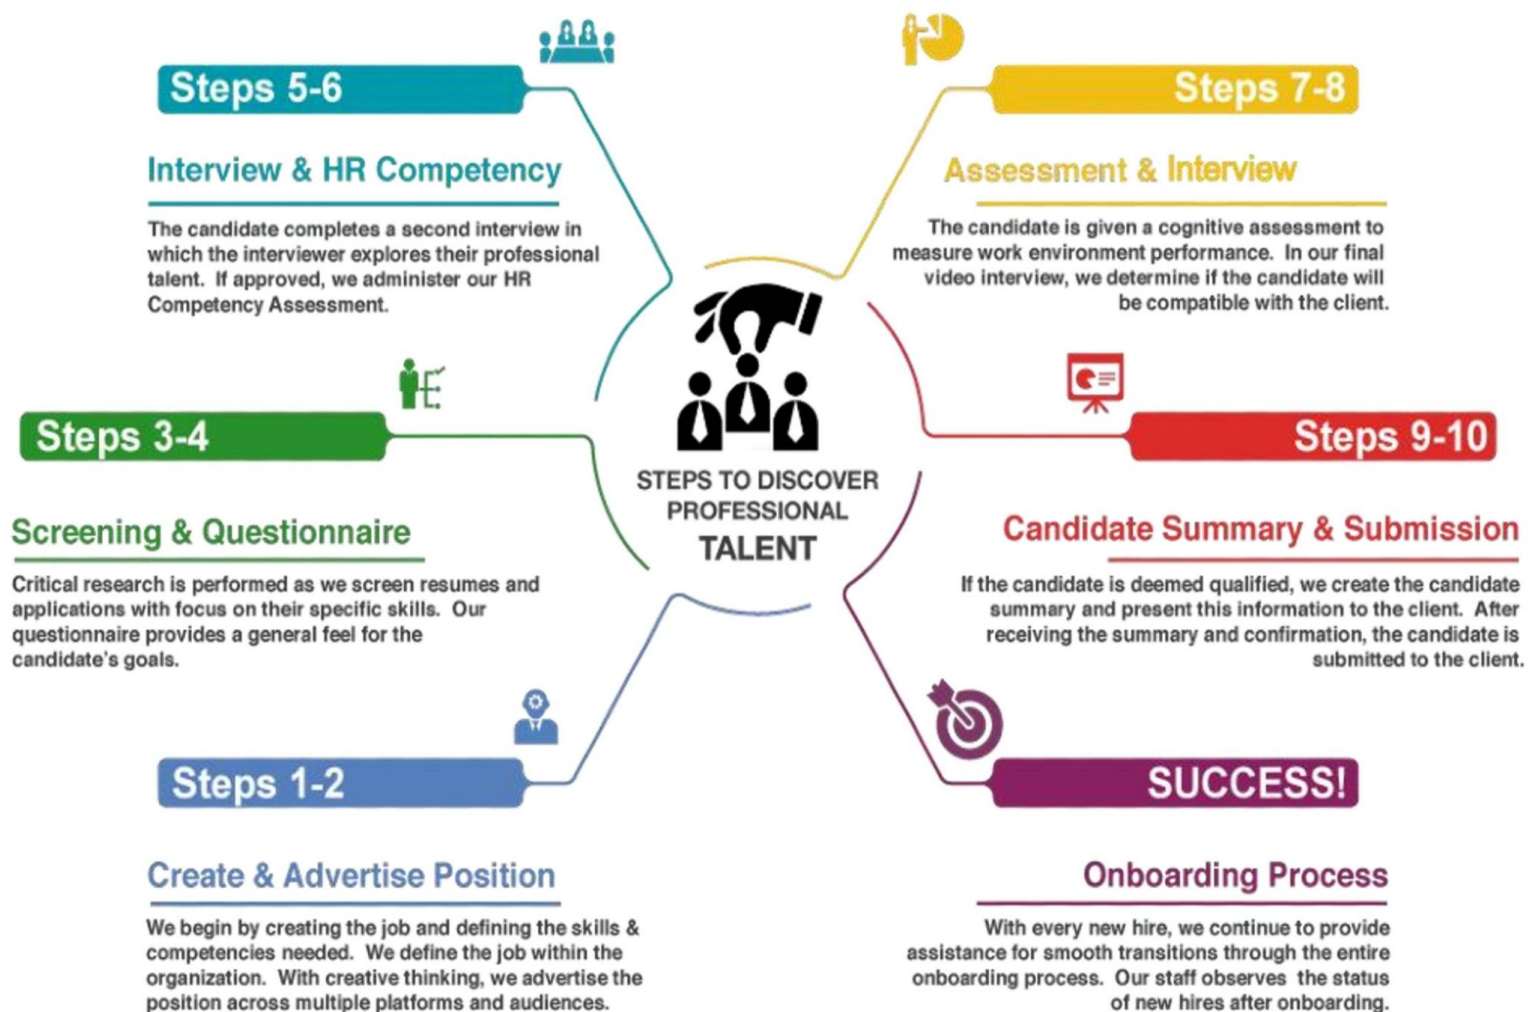 Steps 5-6
Interview & HR Competency
The candidate completes a second interview in
which the interviewer explores their professional
talent.  If approved, we administer our HR
Competency Assessment.
Steps 7-8
Assessment & Interview
The candidate is given a cognitive assessment to
measure work environment performance.  In our final
video interview, we determine if the candidate will
be compatible with the client.
Steps 3-4
Screening & Questionnaire
Critical research is performed as we screen resumes and
applications with focus on their specific skills.  Our
questionnaire provides a general feel for the
candidate's goals.
STEPS TO DISCOVER
PROFESSIONAL
TALENT
Steps 9-10
Candidate Summary & Submission
If the candidate is deemed qualified, we create the candidate
summary and present this information to the client.  After
receiving the summary and confirmation, the candidate is
submitted to the client.
Steps 1-2
Create & Advertise Position
We begin by creating the job and defining the skills &
competencies needed.  We define the job within the
organization.  With creative thinking, we advertise the
position across multiple platforms and audiences.
SUCCESS!
Onboarding Process
With every new hire, we continue to provide
assistance for smooth transitions through the entire
onboarding process.  Our staff observes  the status
of new hires after onboarding.